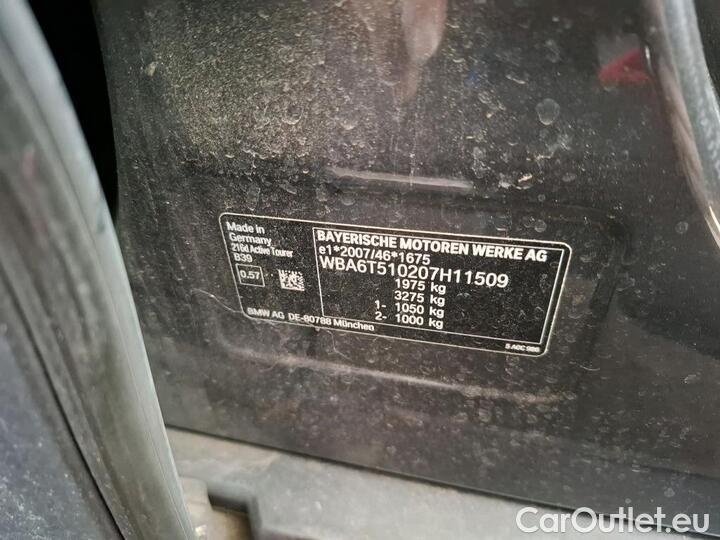 Made in
Germany
216d Active Tourer
B39
0.57
BAYERISCHE MOTOREN WERKE AG
e1*2007/46*1675
WBA6T510207H11509
1975 kg
3275 kg
1- 1050 kg
2- 1000 kg
BMW AG DE-80788 München
CarOutlet.eu